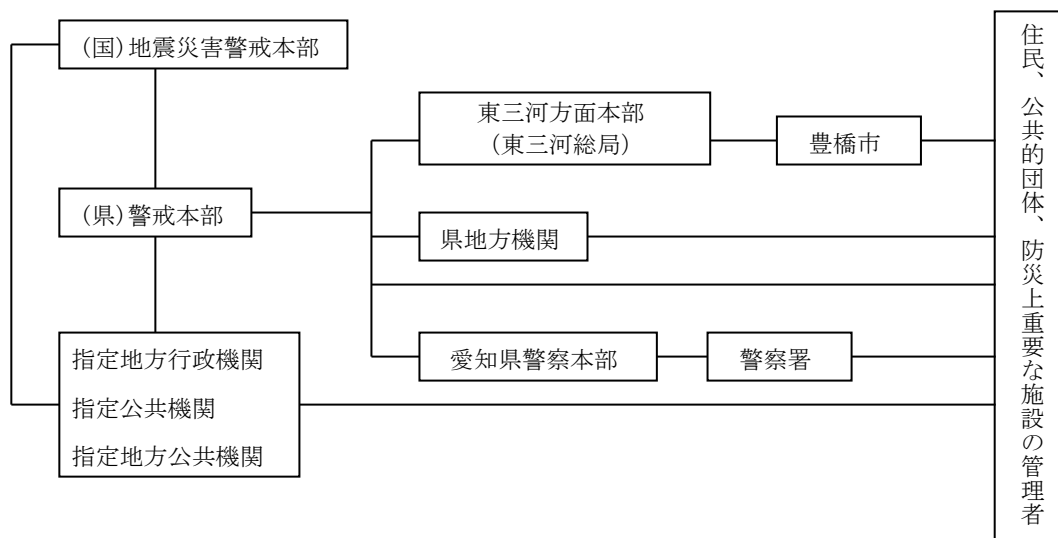 (国)地震災害警戒本部
東三河方面本部
(東三河総局)
豊橋市
(県)警戒本部
県地方機関
愛知県警察本部
警察署
指定地方行政機関
指定公共機関
指定地方公共機関
住民、公共的団体、防災上重要な施設の管理者